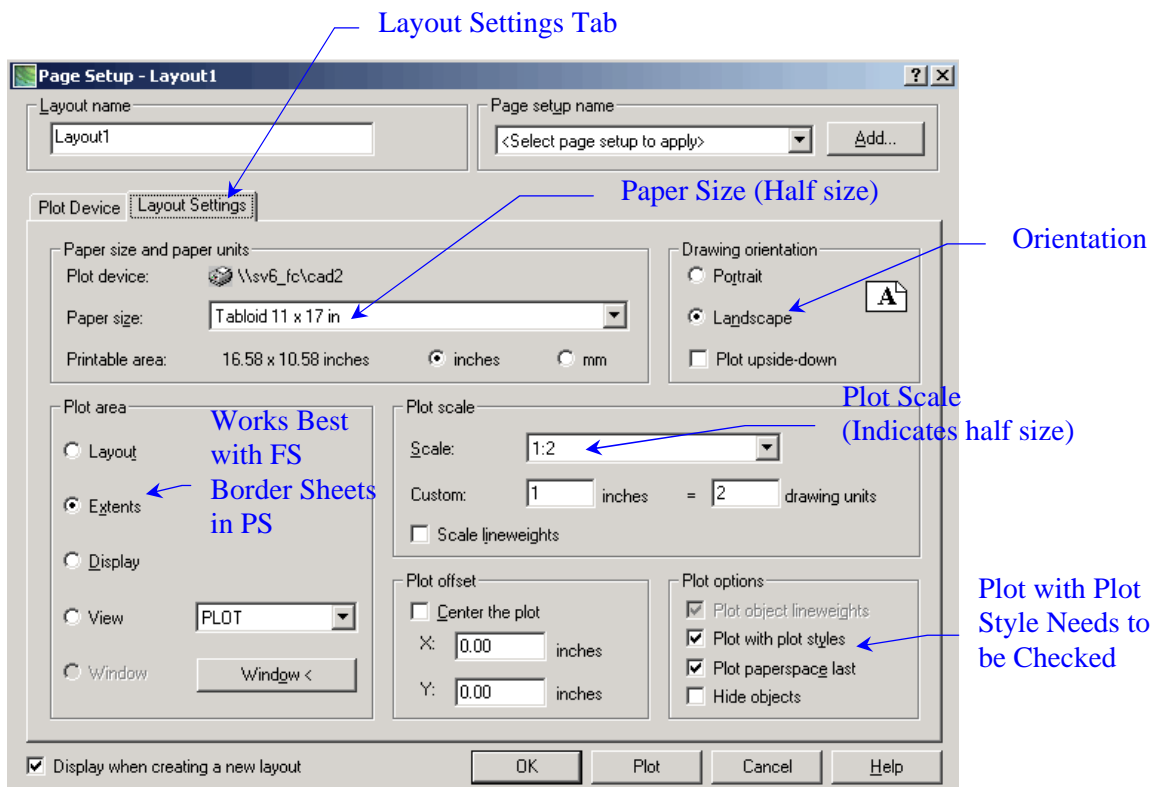 Layout Settings Tab
Page Setup - Layout1
Layout name
Layout1
Page setup name
<Select page setup to apply>
Add...
Plot Device
Layout Settings
Paper Size (Half size)
Orientation
Paper size and paper units
Plot device:
\\sv6_fc\cad2
Paper size:
Tabloid 11 x 17 in
Printable area:
16.58 x 10.58 inches
inches
mm
Drawing orientation
Portrait
Landscape
A
Plot upside-down
Plot area
Layout
Extents
Display
View
PLOT
Window
Window <
Works Best
with FS
Border Sheets
in PS
Plot scale
Plot Scale
(Indicates half size)
Scale:
1:2
Custom:
1
inches
=
2
drawing units
Scale lineweights
Plot offset
Center the plot
X:
0.00
inches
Y:
0.00
inches
Plot options
Plot object lineweights
Plot with plot styles
Plot paperspace last
Hide objects
Plot with Plot
Style Needs to
be Checked
Display when creating a new layout
OK
Plot
Cancel
Help